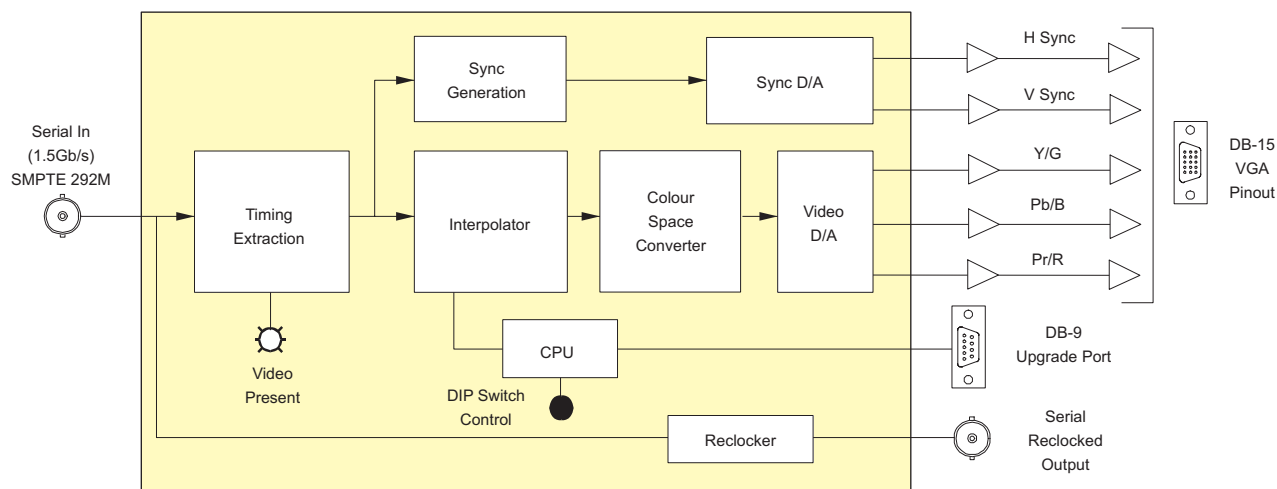 Serial In
(1.5Gb/s)
SMPTE 292M
Timing
Extraction
Video
Present
Sync
Generation
Sync D/A
Interpolator
Colour
Space
Converter
Video
D/A
CPU
DIP Switch
Control
Reclocker
H Sync
V Sync
Y/G
Pb/B
Pr/R
DB-15
VGA
Pinout
DB-9
Upgrade Port
Serial
Reclocked
Output